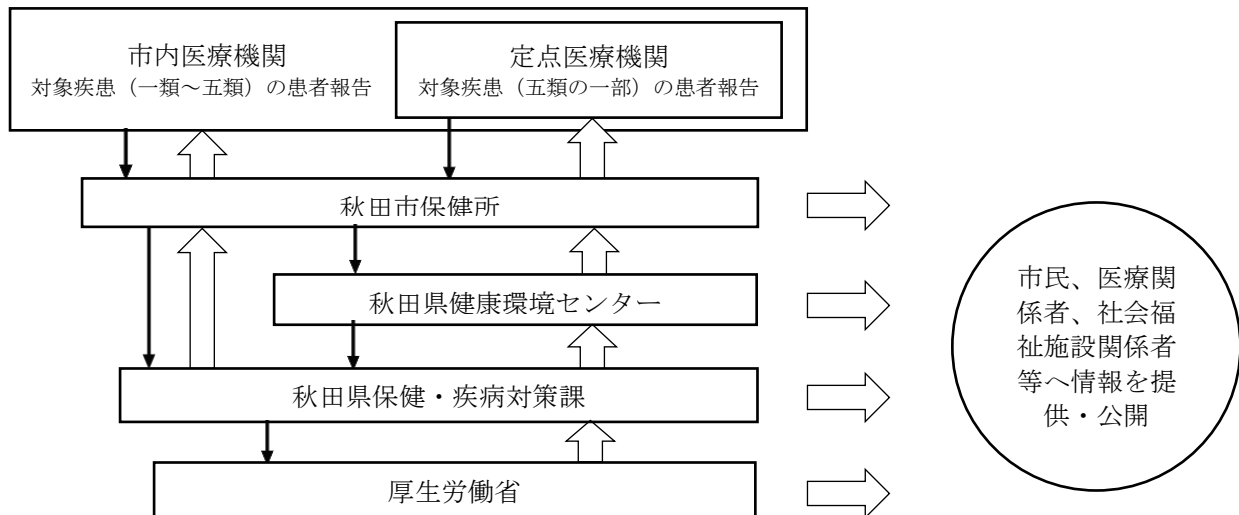 市内医療機関
対象疾患（一類～五類）の患者報告
定点医療機関
対象疾患（五類の一部）の患者報告
秋田市保健所
秋田県健康環境センター
秋田県保健・疾病対策課
厚生労働省
市民、医療関
係者、社会福
祉施設関係者
等へ情報を提
供・公開